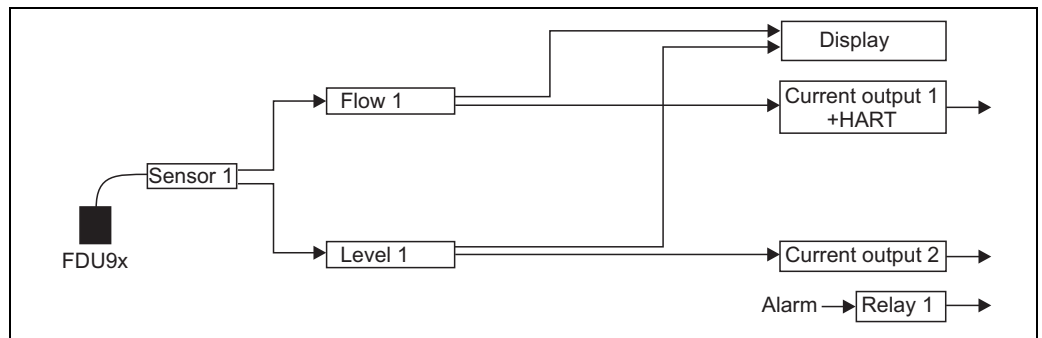 Display
Flow 1
Current output 1
+HART
Sensor 1
FDU9x
Level 1
Current output 2
Alarm
Relay 1